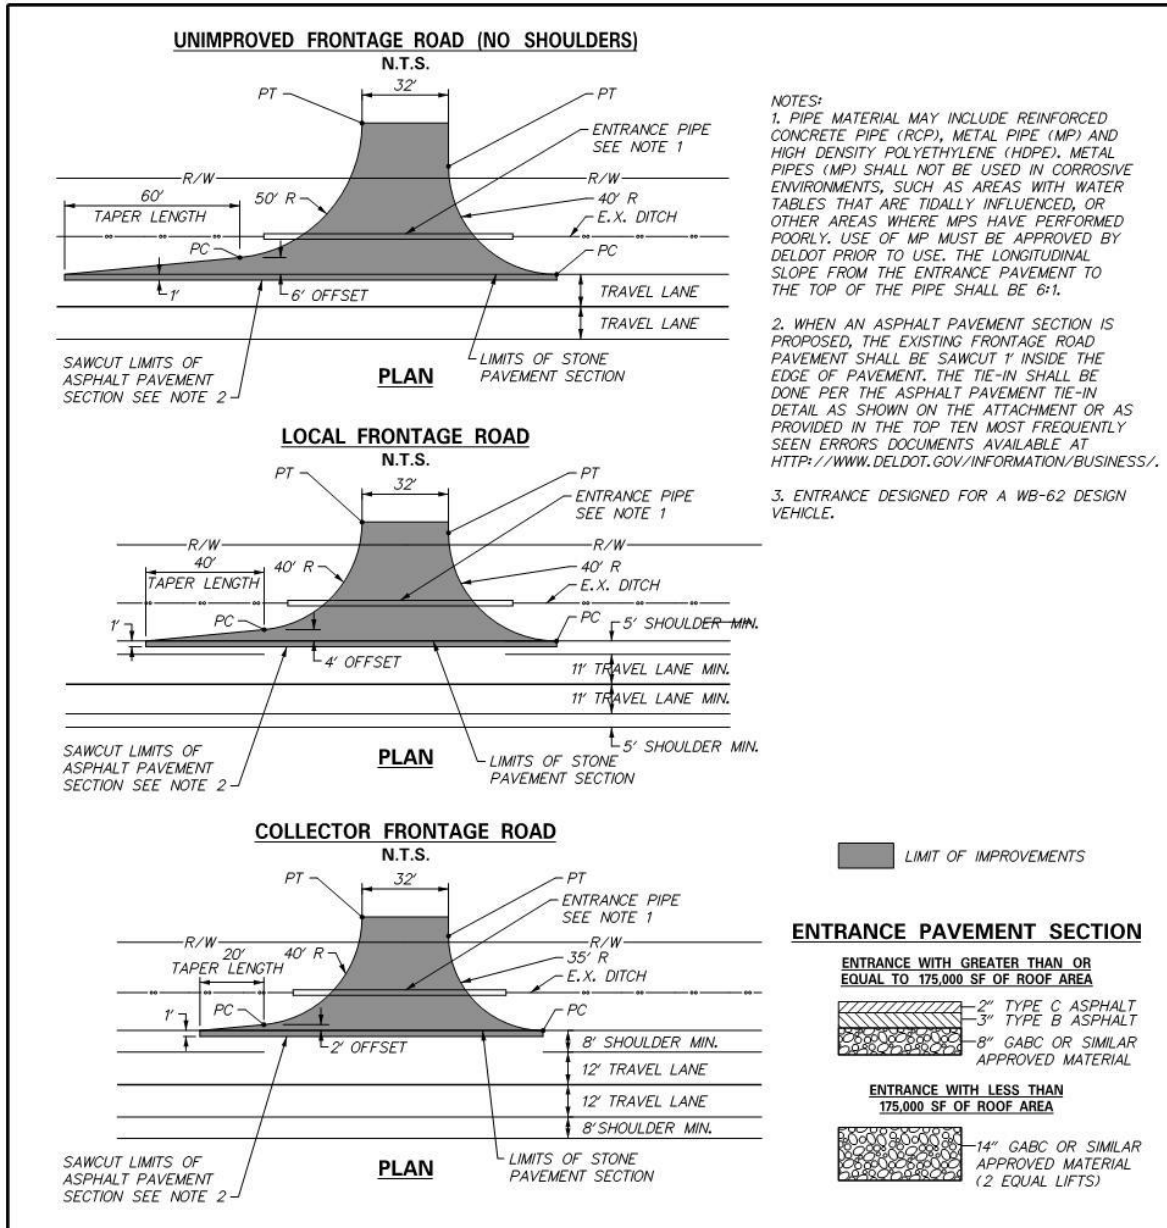 UNIMPROVED FRONTAGE ROAD (NO SHOULDERS)
N.T.S.
32'
PT
PT
ENTRANCE PIPE
SEE NOTE 1
R/W
R/W
60'
TAPER LENGTH
50' R
40' R
E.X. DITCH
PC
PC
1'
6' OFFSET
TRAVEL LANE
TRAVEL LANE
SAWCUT LIMITS OF
ASPHALT PAVEMENT
SECTION SEE NOTE 2
PLAN
LIMITS OF STONE
PAVEMENT SECTION
LOCAL FRONTAGE ROAD
N.T.S.
32'
PT
PT
ENTRANCE PIPE
SEE NOTE 1
R/W
R/W
40'
TAPER LENGTH
40' R
40' R
E.X. DITCH
PC
PC
1'
4' OFFSET
5' SHOULDER MIN.
11' TRAVEL LANE MIN.
11' TRAVEL LANE MIN.
5' SHOULDER MIN.
SAWCUT LIMITS OF
ASPHALT PAVEMENT
SECTION SEE NOTE 2
PLAN
LIMITS OF STONE
PAVEMENT SECTION
COLLECTOR FRONTAGE ROAD
N.T.S.
32'
PT
PT
ENTRANCE PIPE
SEE NOTE 1
R/W
R/W
20'
TAPER LENGTH
40' R
35' R
E.X. DITCH
PC
PC
1'
2' OFFSET
8' SHOULDER MIN.
12' TRAVEL LANE
12' TRAVEL LANE
8' SHOULDER MIN.
SAWCUT LIMITS OF
ASPHALT PAVEMENT
SECTION SEE NOTE 2
PLAN
LIMITS OF STONE
PAVEMENT SECTION
NOTES:
1. PIPE MATERIAL MAY INCLUDE REINFORCED
CONCRETE PIPE (RCP), METAL PIPE (MP) AND
HIGH DENSITY POLYETHYLENE (HDPE). METAL
PIPES (MP) SHALL NOT BE USED IN CORROSIVE
ENVIRONMENTS, SUCH AS AREAS WITH WATER
TABLES THAT ARE TIDALLY INFLUENCED, OR
OTHER AREAS WHERE MPS HAVE PERFORMED
POORLY. USE OF MP MUST BE APPROVED BY
DELDOT PRIOR TO USE. THE LONGITUDINAL
SLOPE FROM THE ENTRANCE PAVEMENT TO
THE TOP OF THE PIPE SHALL BE 6:1.
2. WHEN AN ASPHALT PAVEMENT SECTION IS
PROPOSED, THE EXISTING FRONTAGE ROAD
PAVEMENT SHALL BE SAWCUT 1' INSIDE THE
EDGE OF PAVEMENT. THE TIE-IN SHALL BE
DONE PER THE ASPHALT PAVEMENT TIE-IN
DETAIL AS SHOWN ON THE ATTACHMENT OR AS
PROVIDED IN THE TOP TEN MOST FREQUENTLY
SEEN ERRORS DOCUMENTS AVAILABLE AT
HTTP://WWW.DELDOT.GOV/INFORMATION/BUSINESS/.
3. ENTRANCE DESIGNED FOR A WB-62 DESIGN
VEHICLE.
LIMIT OF IMPROVEMENTS
ENTRANCE PAVEMENT SECTION
ENTRANCE WITH GREATER THAN OR
EQUAL TO 175,000 SF OF ROOF AREA
2" TYPE C ASPHALT
3" TYPE B ASPHALT
8" GABC OR SIMILAR
APPROVED MATERIAL
ENTRANCE WITH LESS THAN
175,000 SF OF ROOF AREA
14" GABC OR SIMILAR
APPROVED MATERIAL
(2 EQUAL LIFTS)